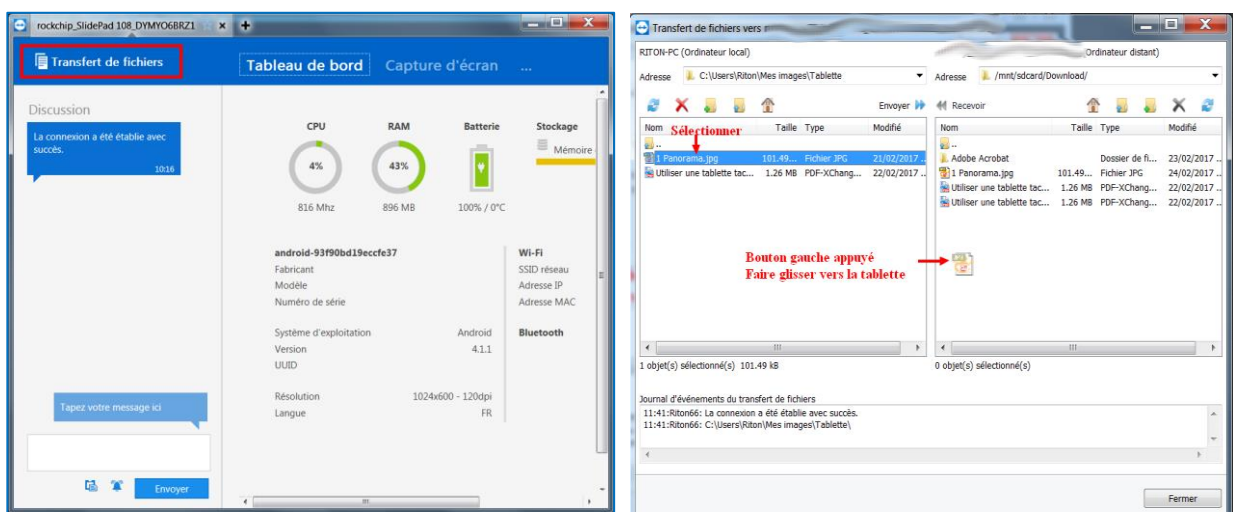 rockchip_SlidePad 108_DYMYO6BRZ1
Transfert de fichiers
Tableau de bord
Capture d'écran
...
Discussion
La connexion a été établie avec
succès.
10:16
CPU
RAM
Batterie
Stockage
4%
43%
Mémoire
816 Mhz
896 MB
100% / 0°C
android-93f90bd19eccfe37
Wi-Fi
Fabricant
SSID réseau
Modèle
Adresse IP
Numéro de série
Adresse MAC
Système d'exploitation
Android
Bluetooth
Version
4.1.1
UUID
Résolution
1024x600 - 120dpi
Langue
FR
Tapez votre message ici
Envoyer
Transfert de fichiers vers
RITON-PC (Ordinateur local)
Ordinateur distant)
Adresse
C:\Users\Riton\Mes images\Tablette
Adresse
/mnt/sdcard/Download/
Envoyer
Recevoir
Nom
Sélectionner
Taille
Type
Modifié
..
1 Panorama.jpg 101.49... Fichier JPG 21/02/2017 ..
Utiliser une tablette tac... 1.26 MB PDF-XChang... 22/02/2017 ..
Nom Taille Type Modifié
..
Adobe Acrobat Dossier de fi... 23/02/2017 ..
1 Panorama.jpg 101.49... Fichier JPG 24/02/2017 ..
Utiliser une tablette tac... 1.26 MB PDF-XChang... 22/02/2017 ..
Utiliser une tablette tac... 1.26 MB PDF-XChang... 22/02/2017 ..
Bouton gauche appuyé
Faire glisser vers la tablette
1 objet(s) sélectionné(s) 101.49 kB
0 objet(s) sélectionné(s)
Journal d'événements du transfert de fichiers
11:41:Riton66: La connexion a été établie avec succès.
11:41:Riton66: C:\Users\Riton\Mes images\Tablette\
Fermer